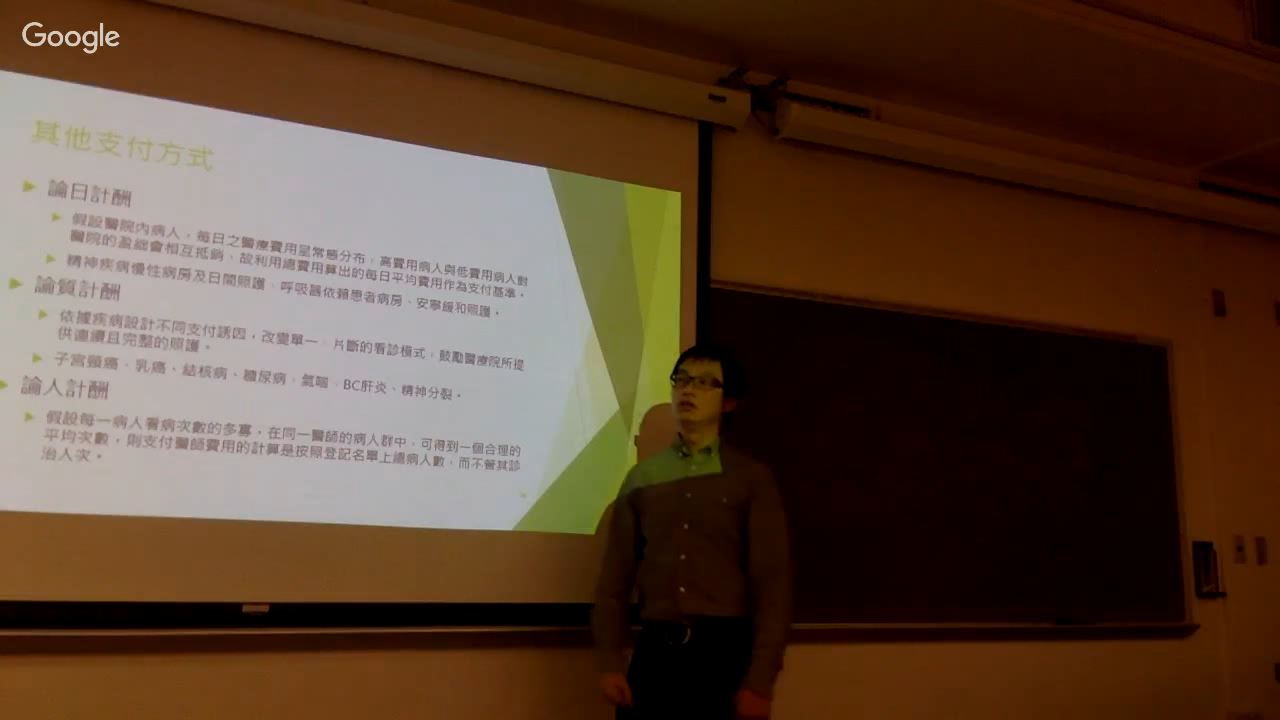 Google
其他支付方式
論日計酬
假設醫院內病人，每日之醫療費用呈常態分布，高費用病人與低費用病人對
醫院的盈絀會相互抵銷，故利用總費用算出的每日平均費用作為支付基準。
精神疾病慢性病房及日間照護、呼吸器依賴患者病房、安寧緩和照護。
論質計酬
依據疾病設計不同支付誘因，改變單一、片斷的看診模式，鼓勵醫療院所提
供連續且完整的照護。
子宮頸癌、乳癌、結核病、糖尿病、氣喘、BC肝炎、精神分裂。
論人計酬
假設每一病人看病次數的多寡，在同一醫師的病人群中，可得到一個合理的
平均次數，則支付醫師費用的計算是按照登記名單上讀病人數，而不管其診
治人次。